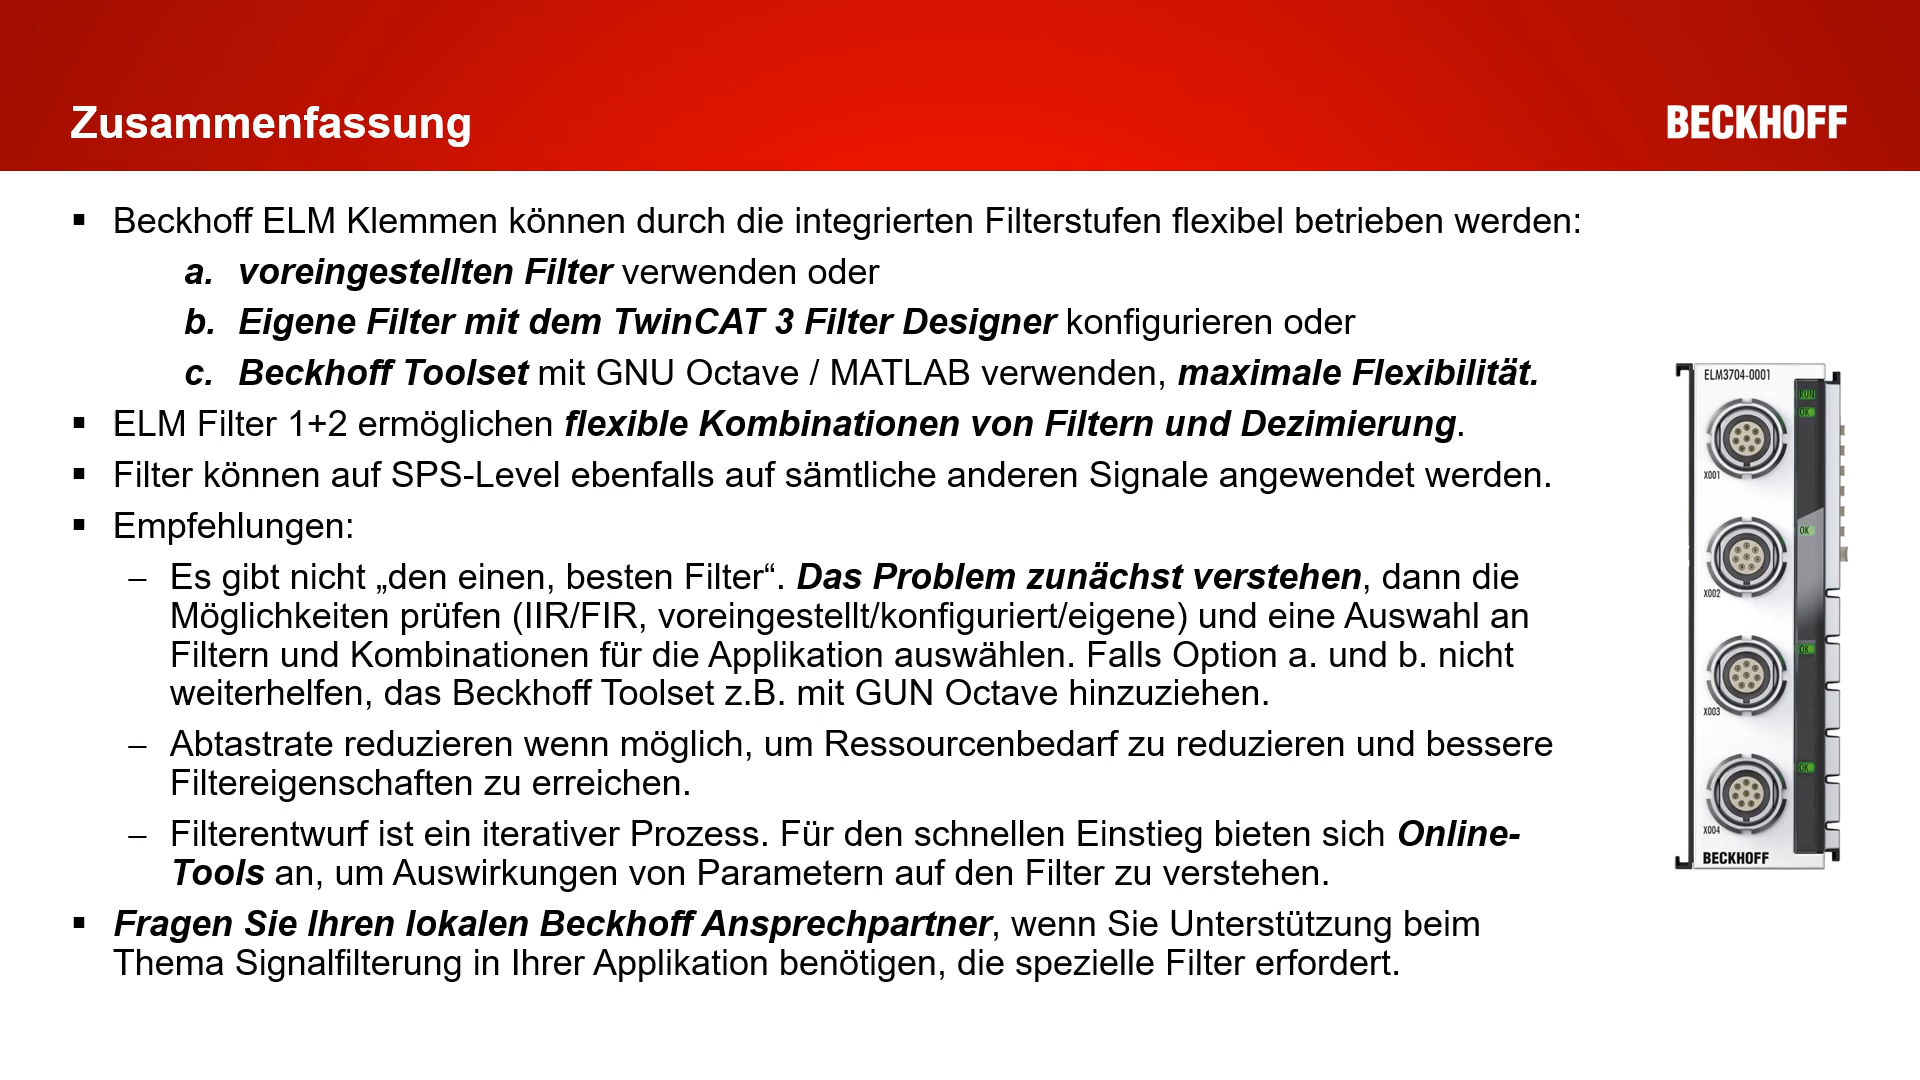 Zusammenfassung
BECKHOFF
▪ Beckhoff ELM Klemmen können durch die integrierten Filterstufen flexibel betrieben werden:
a. voreingestellten Filter verwenden oder
b. Eigene Filter mit dem TwinCAT 3 Filter Designer konfigurieren oder
c. Beckhoff Toolset mit GNU Octave / MATLAB verwenden, maximale Flexibilität.
▪ ELM Filter 1+2 ermöglichen flexible Kombinationen von Filtern und Dezimierung.
▪ Filter können auf SPS-Level ebenfalls auf sämtliche anderen Signale angewendet werden.
▪ Empfehlungen:
– Es gibt nicht „den einen, besten Filter“. Das Problem zunächst verstehen, dann die
Möglichkeiten prüfen (IIR/FIR, voreingestellt/konfiguriert/eigene) und eine Auswahl an
Filtern und Kombinationen für die Applikation auswählen. Falls Option a. und b. nicht
weiterhelfen, das Beckhoff Toolset z.B. mit GUN Octave hinzuziehen.
– Abtastrate reduzieren wenn möglich, um Ressourcenbedarf zu reduzieren und bessere
Filtereigenschaften zu erreichen.
– Filterentwurf ist ein iterativer Prozess. Für den schnellen Einstieg bieten sich Online-
Tools an, um Auswirkungen von Parametern auf den Filter zu verstehen.
▪ Fragen Sie Ihren lokalen Beckhoff Ansprechpartner, wenn Sie Unterstützung beim
Thema Signalfilterung in Ihrer Applikation benötigen, die spezielle Filter erfordert.
ELM3704-0001
RUN
OK
X001
OK
X002
OK
X003
OK
X004
BECKHOFF